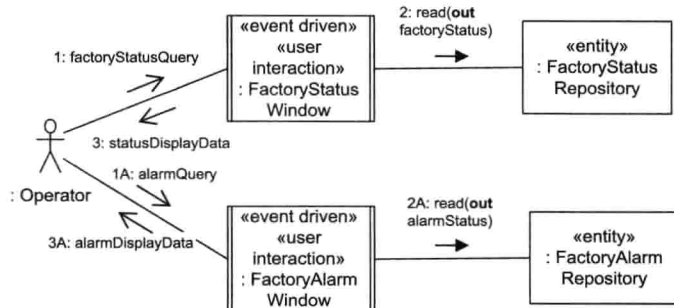 «event driven»
«user
interaction»
: FactoryStatus
Window
2: read(out
factoryStatus)
«entity»
: FactoryStatus
Repository
1: factoryStatusQuery
3: statusDisplayData
: Operator
1A: alarmQuery
3A: alarmDisplayData
«event driven»
«user
interaction»
: FactoryAlarm
Window
2A: read(out
alarmStatus)
«entity»
: FactoryAlarm
Repository